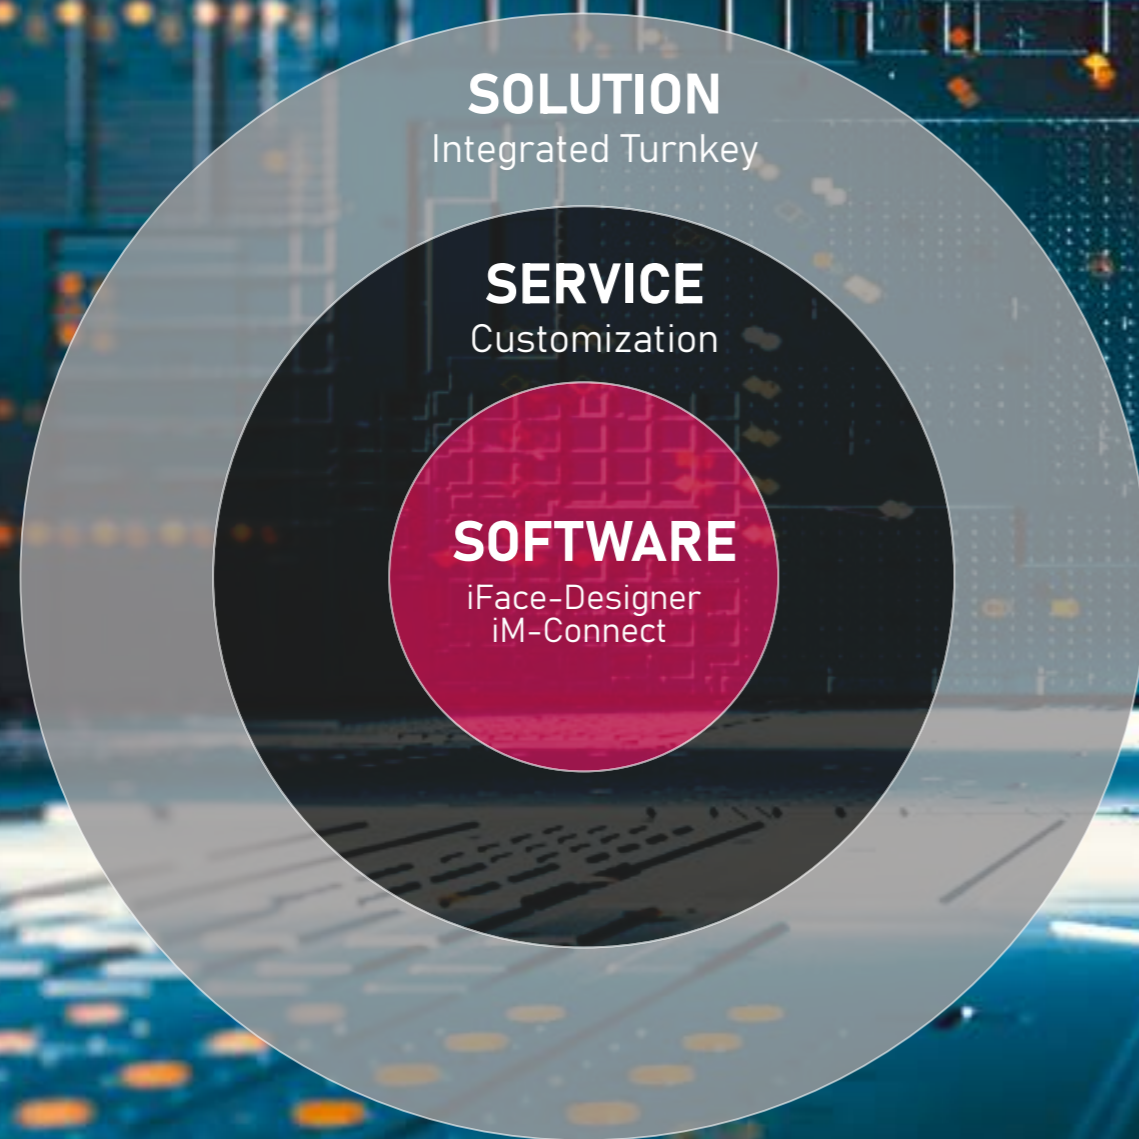 SOLUTION
Integrated Turnkey
SERVICE
Customization
SOFTWARE
iFace-Designer
iM-Connect